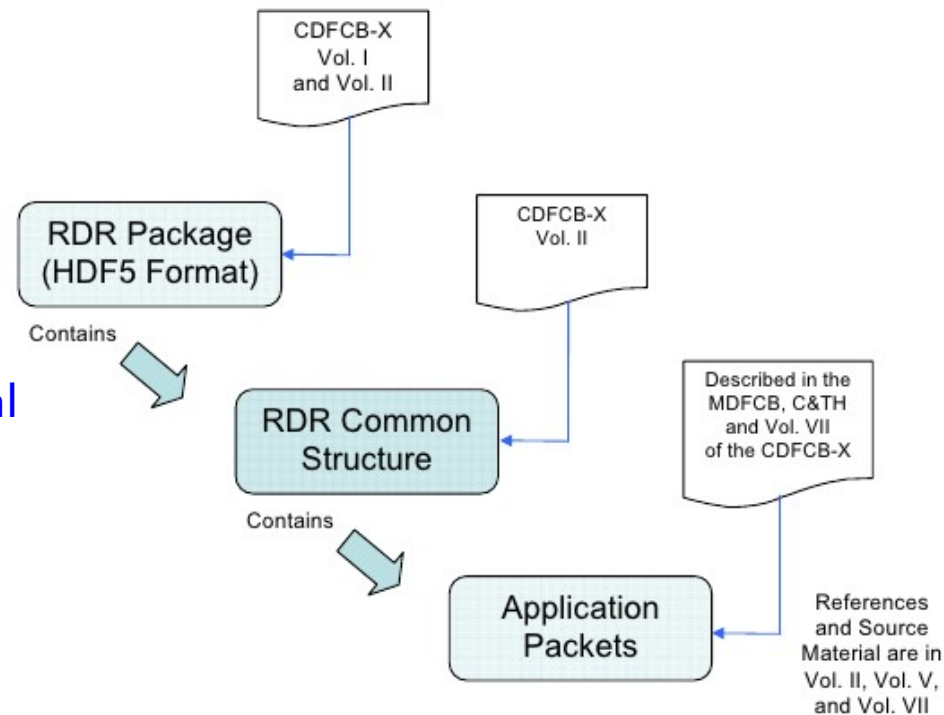 CDFCB-X
Vol. I
and Vol. II
RDR Package
(HDF5 Format)
CDFCB-X
Vol. II
Contains
al
RDR Common
Structure
Described in the
MDFCB, C&TH
and Vol. VII
of the CDFCB-X
Contains
Application
Packets
References
and Source
Material are in
Vol. II, Vol. V,
and Vol. VII